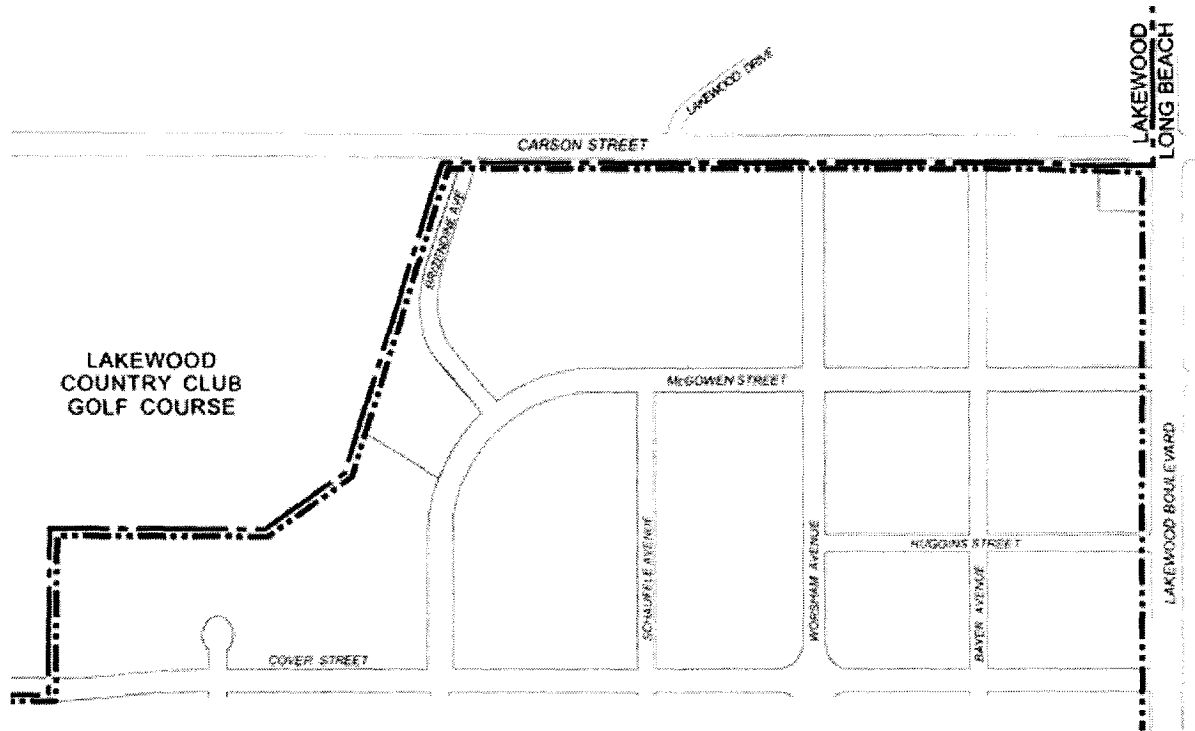 LAKEWOOD
LONG BEACH
LAKEWOOD DRIVE
CARSON STREET
AVE
LAKEWOOD
COUNTRY CLUB
GOLF COURSE
McGOWEN STREET
LAKEWOOD BOULEVARD
SCHAUFELE AVENUE
WORSHAM AVENUE
HUGGINS STREET
BAYER AVENUE
COVER STREET